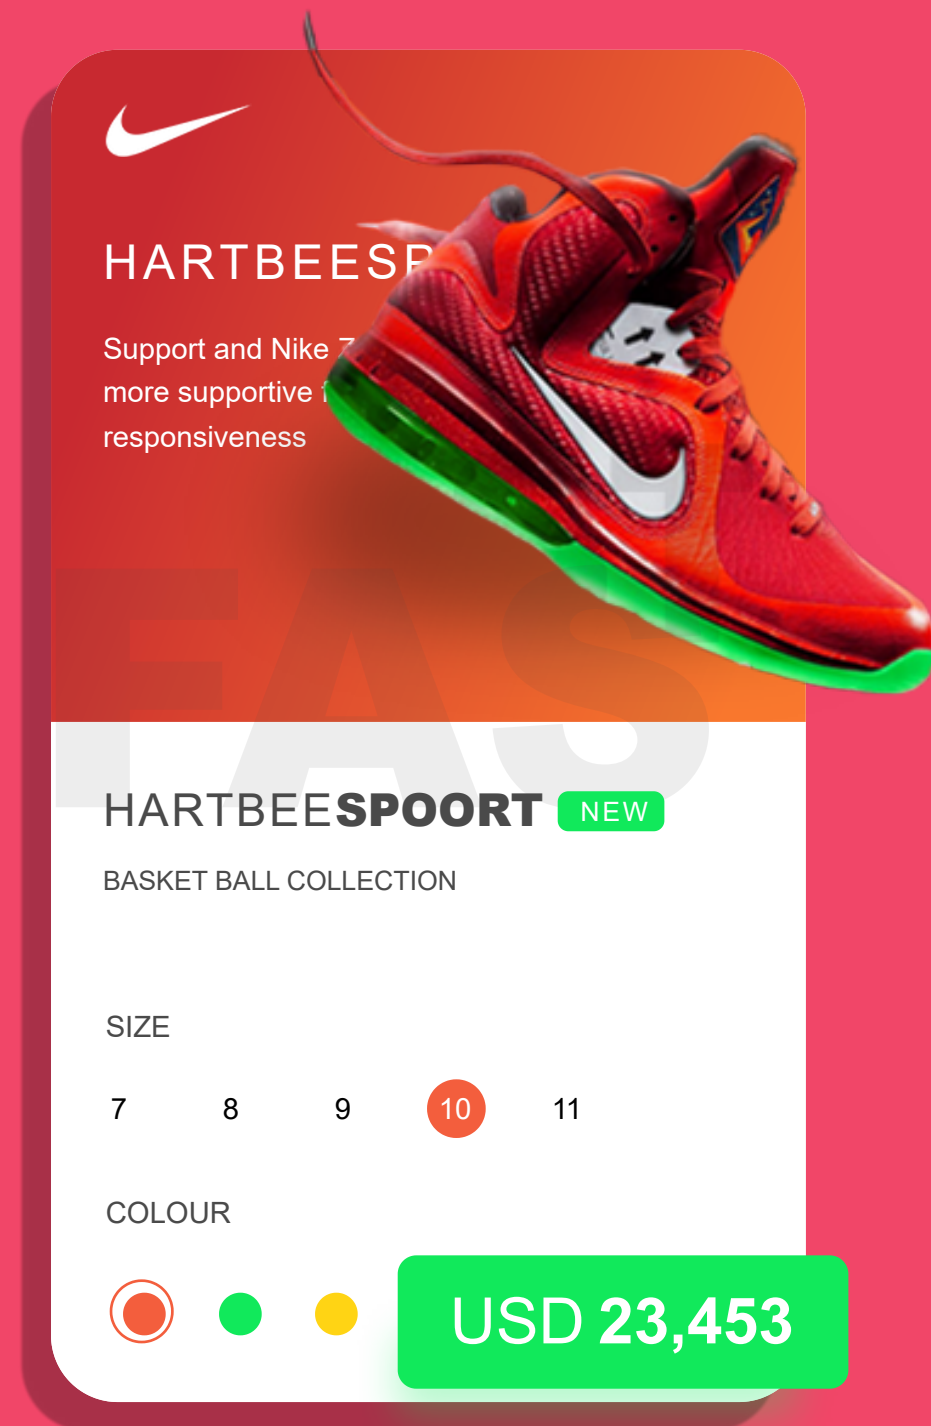 HARTBEESP
Support and Nike Z
more supportive f
responsiveness
FAS
HARTBEESPOORT NEW
BASKET BALL COLLECTION
SIZE
7 8 9 10 11
COLOUR
USD 23,453